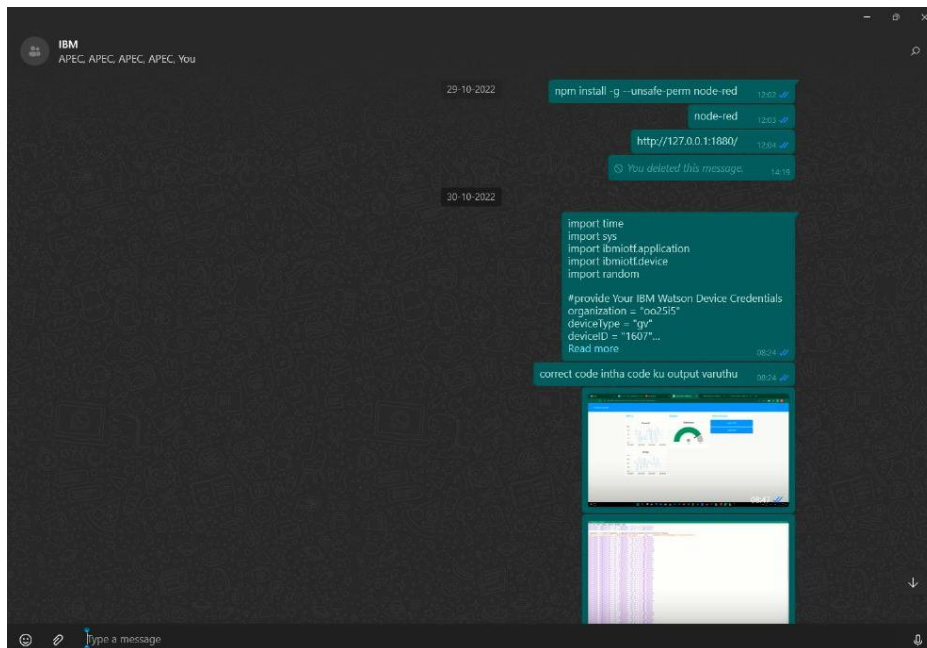 IBM
APEC, APEC, APEC, APEC, You
29-10-2022
npm install -g --unsafe-perm node-red 12:02
node-red 12:03
http://127.0.0.1:1880/ 12:04
You deleted this message. 14:19
30-10-2022
import time
import sys
import ibmiotf.application
import ibmiotf.device
import random
#provide Your IBM Watson Device Credentials
organization = "oo25i5"
deviceType = "gv"
deviceID = "1607"...
Read more 08:24
correct code intha code ku output varuthu 08:24
08:47
Type a message